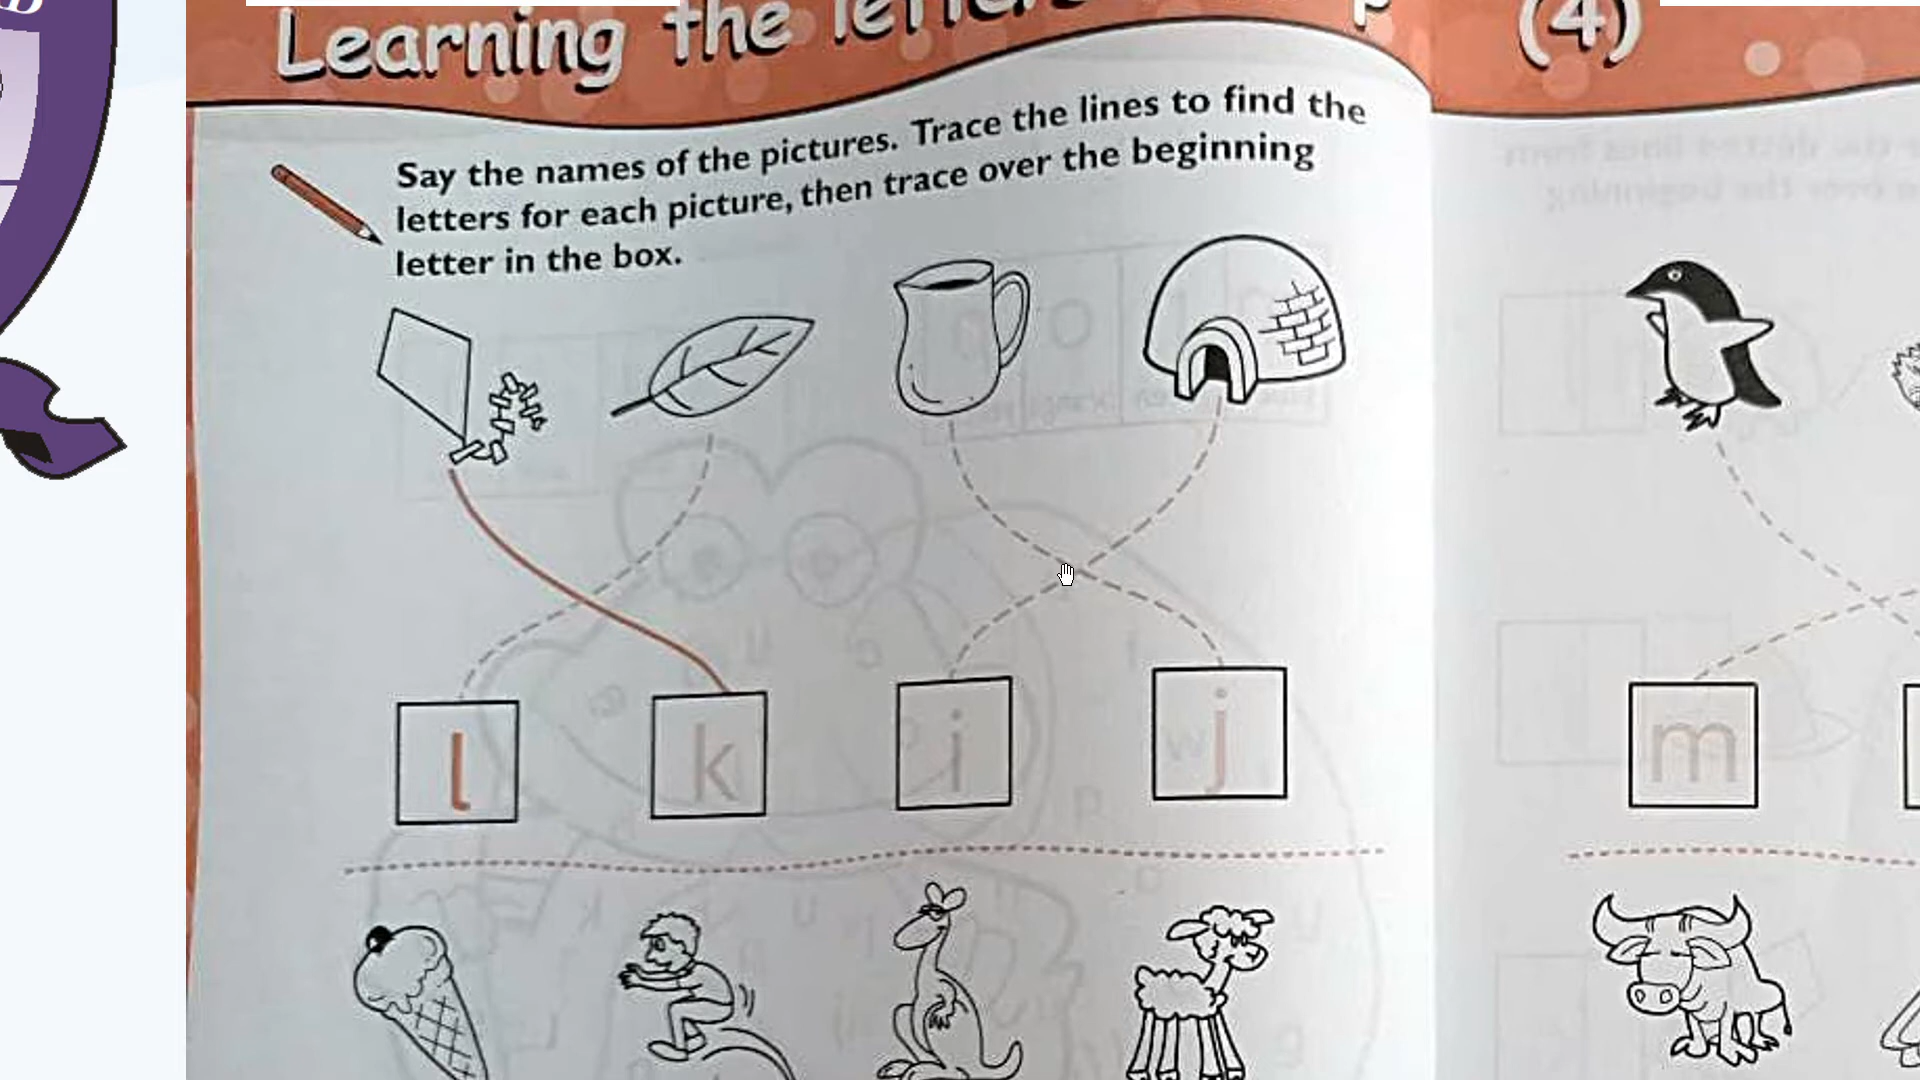 Learning the letters
(4)
Say the names of the pictures. Trace the lines to find the
letters for each picture, then trace over the beginning
letter in the box.
l k i j
m